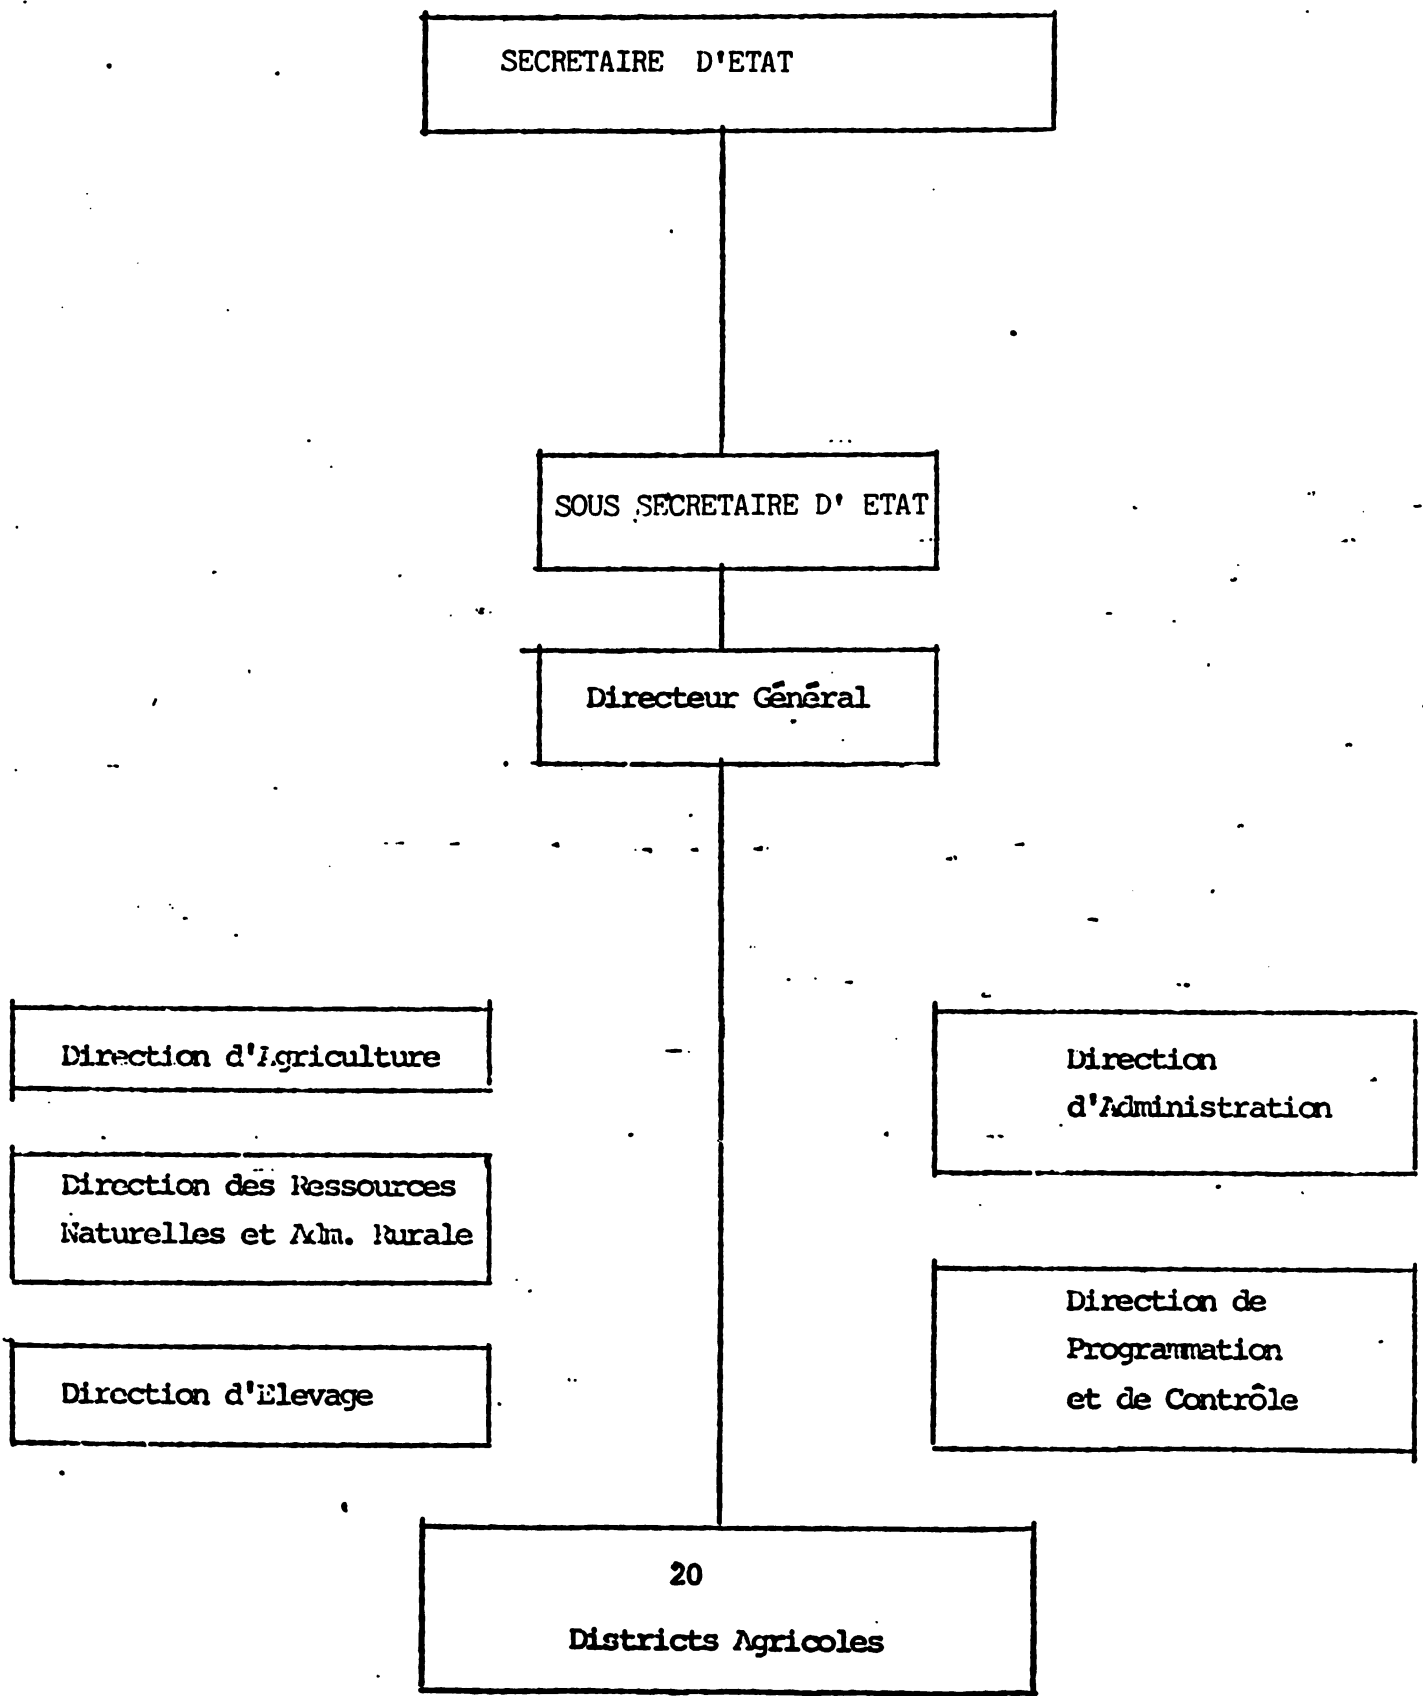 SECRETAIRE D'ETAT
SOUS SECRETAIRE D' ETAT
Directeur Général
Direction d'Agriculture
Direction des Ressources
Naturelles et Adm. Rurale
Direction d'Elevage
Direction
d'Administration
Direction de
Programmation
et de Contrôle
20
Districts Agricoles